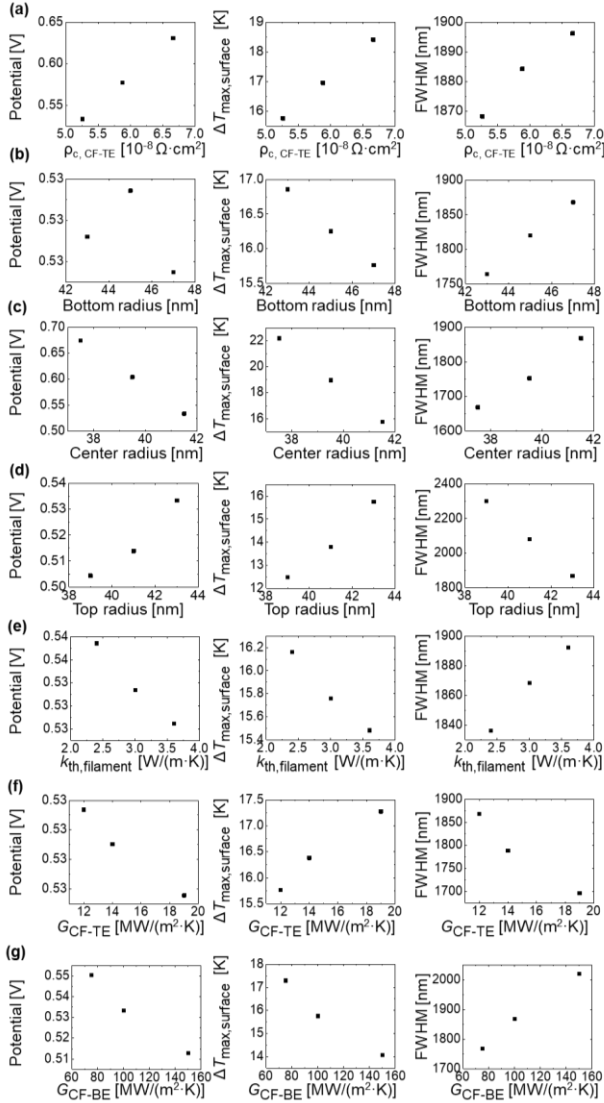 (a)
Potential [V]
0.65
0.60
0.55
5.0 5.5 6.0 6.5 7.0
ρc, CF-TE [10⁻⁸ Ω·cm²]
ΔTmax,surface [K]
19
18
17
16
15
5.0 5.5 6.0 6.5 7.0
ρc, CF-TE [10⁻⁸ Ω·cm²]
FWHM [nm]
1900
1890
1880
1870
5.0 5.5 6.0 6.5 7.0
ρc, CF-TE [10⁻⁸ Ω·cm²]
(b)
Potential [V]
0.53
0.53
0.53
42 44 46 48
Bottom radius [nm]
ΔTmax,surface [K]
17.0
16.5
16.0
15.5
42 44 46 48
Bottom radius [nm]
FWHM [nm]
1900
1850
1800
1750
42 44 46 48
Bottom radius [nm]
(c)
Potential [V]
0.70
0.60
0.60
0.50
38 40 42
Center radius [nm]
ΔTmax,surface [K]
22
20
18
16
38 40 42
Center radius [nm]
FWHM [nm]
1900
1800
1700
1600
38 40 42
Center radius [nm]
(d)
Potential [V]
0.54
0.53
0.51
0.50
38 40 42 44
Top radius [nm]
ΔTmax,surface [K]
16
15
14
13
12
38 40 42 44
Top radius [nm]
FWHM [nm]
2400
2200
2000
1800
38 40 42 44
Top radius [nm]
(e)
Potential [V]
0.54
0.54
0.53
0.53
2.0 2.5 3.0 3.5 4.0
kth,filament [W/(m·K)]
ΔTmax,surface [K]
16.2
16.0
15.8
15.6
15.4
2.0 2.5 3.0 3.5 4.0
kth,filament [W/(m·K)]
FWHM [nm]
1900
1880
1860
1840
2.0 2.5 3.0 3.5 4.0
kth,filament [W/(m·K)]
(f)
Potential [V]
0.53
0.53
0.53
12 14 16 18 20
GCF-TE [MW/(m²·K)]
ΔTmax,surface [K]
17.5
17.0
16.5
16.0
15.5
12 14 16 18 20
GCF-TE [MW/(m²·K)]
FWHM [nm]
1900
1850
1800
1750
1700
12 14 16 18 20
GCF-TE [MW/(m²·K)]
(g)
Potential [V]
0.55
0.54
0.53
0.52
0.51
60 80 100 120 140 160
GCF-BE [MW/(m²·K)]
ΔTmax,surface [K]
18
17
16
15
14
60 80 100 120 140 160
GCF-BE [MW/(m²·K)]
FWHM [nm]
2000
1900
1800
1700
60 80 100 120 140 160
GCF-BE [MW/(m²·K)]